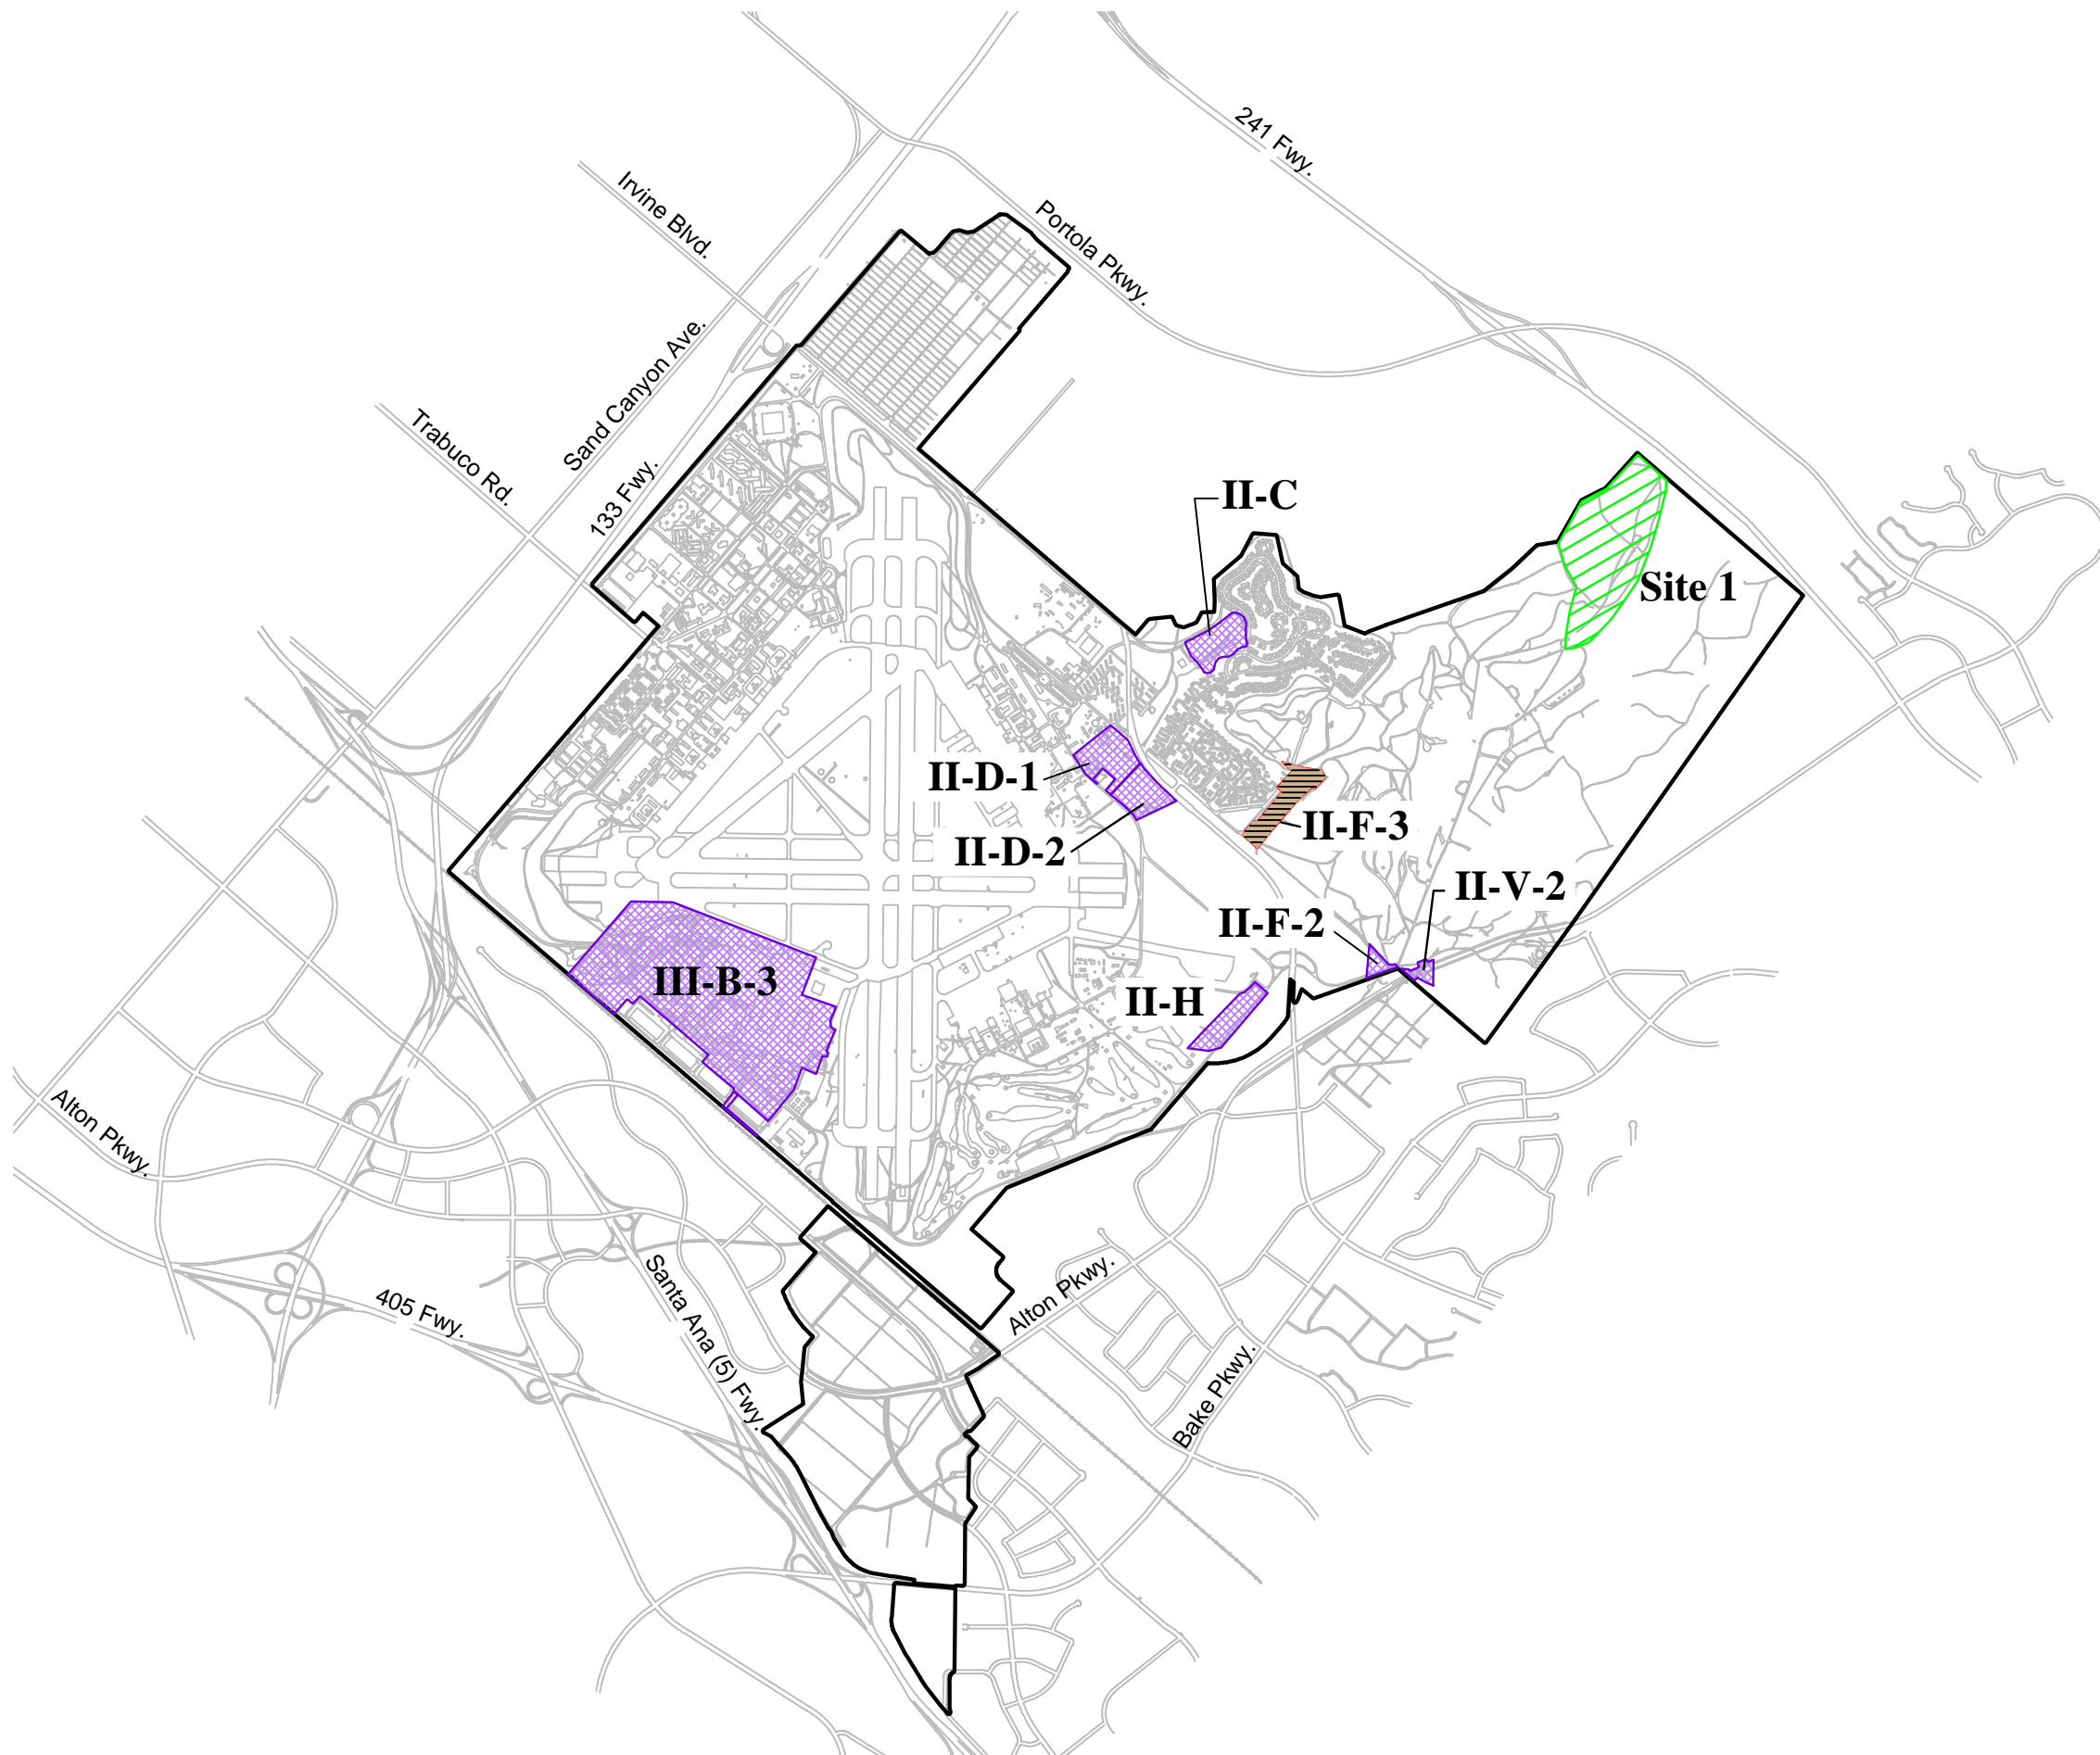 241 Fwy.
Irvine Blvd.
Portola Pkwy.
Sand Canyon Ave.
Trabuco Rd.
133 Fwy.
II-C
Site 1
II-D-1
II-F-3
II-D-2
II-V-2
II-F-2
III-B-3
II-H
Alton Pkwy.
405 Fwy.
Santa Ana (5) Fwy.
Alton Pkwy.
Bake Pkwy.